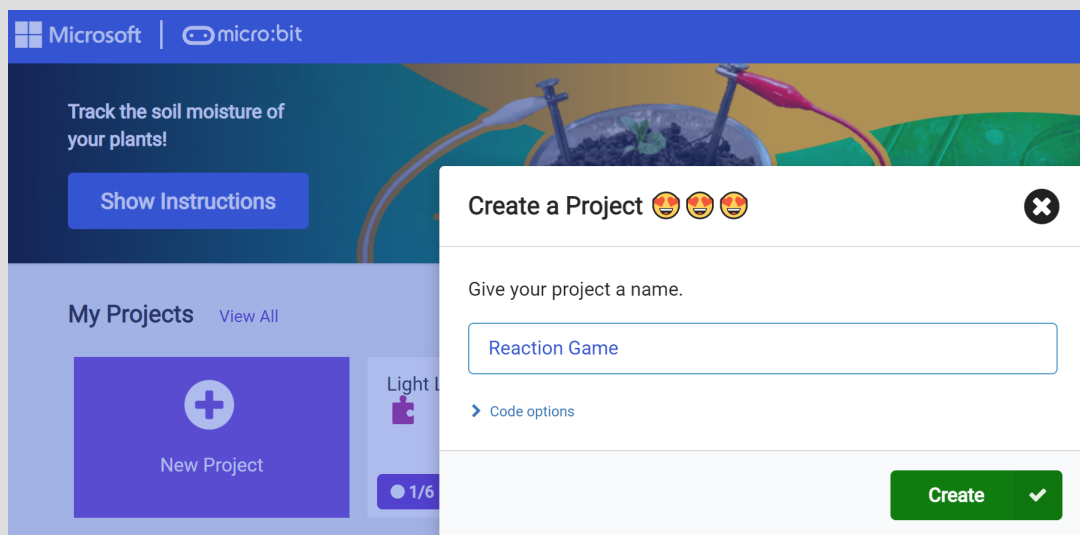 Microsoft | micro:bit
Track the soil moisture of
your plants!
Show Instructions
Create a Project 😍 😍 😍
Give your project a name.
Reaction Game
Code options
Create
My Projects View All
New Project
Light L
1/6